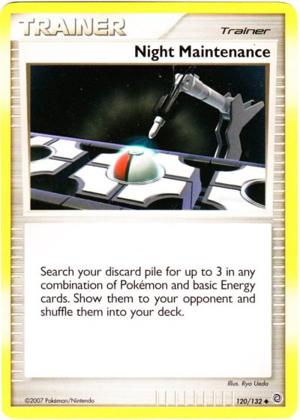 TRAINER
Trainer
Night Maintenance
Search your discard pile for up to 3 in any
combination of Pokémon and basic Energy
cards. Show them to your opponent and
shuffle them into your deck.
Illus. Ryo Ueda
©2007 Pokémon/Nintendo
120/132